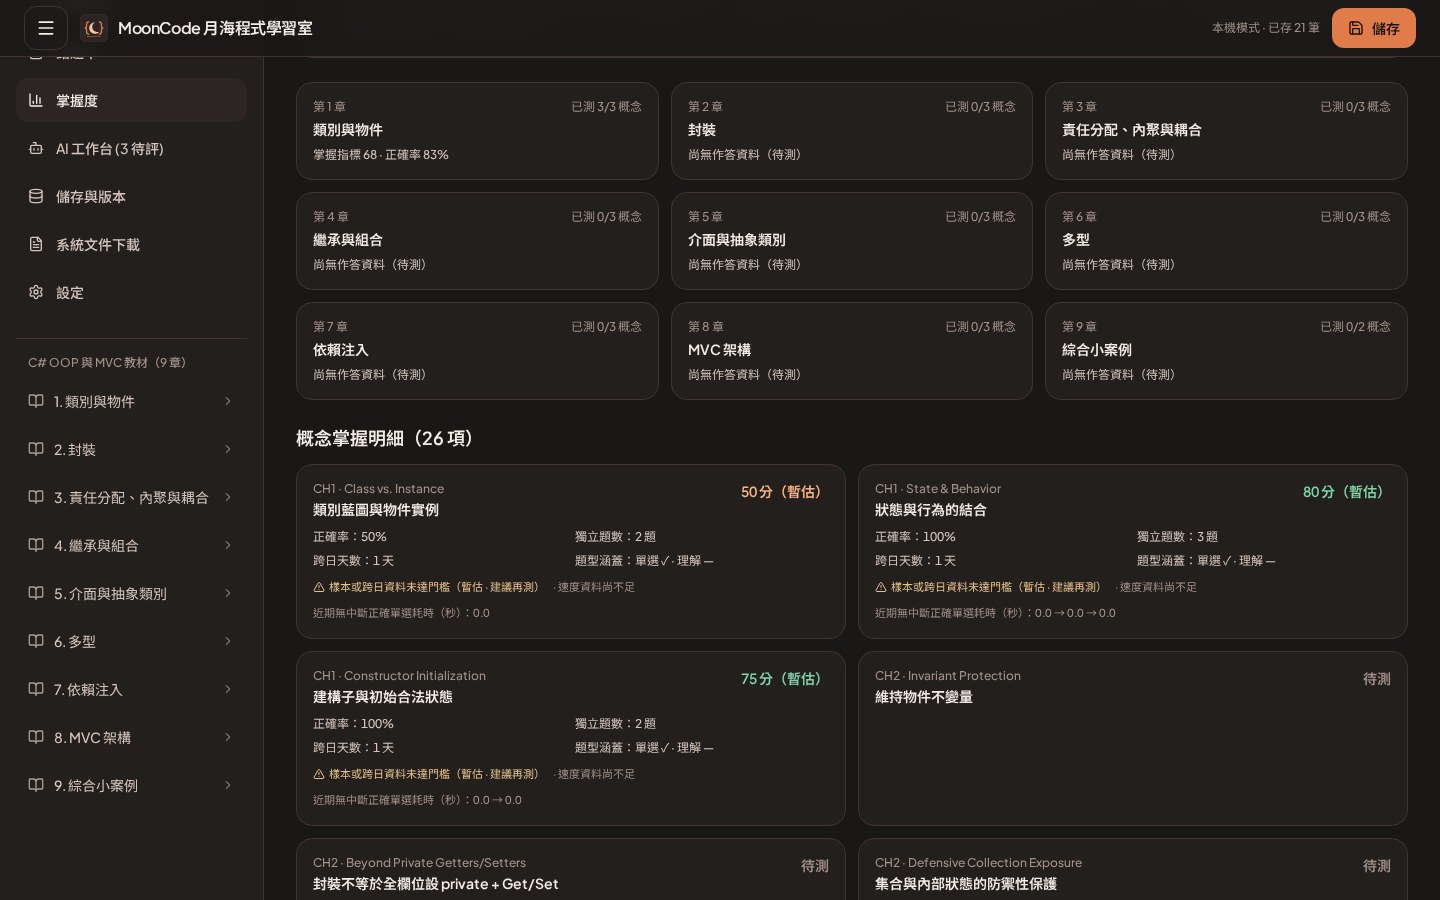 MoonCode 月海程式學習室
本機模式 · 已存 21 筆
儲存
掌握度
AI 工作台 (3 待評)
儲存與版本
系統文件下載
設定
C# OOP 與 MVC 教材（9 章）
1. 類別與物件
2. 封裝
3. 責任分配、內聚與耦合
4. 繼承與組合
5. 介面與抽象類別
6. 多型
7. 依賴注入
8. MVC 架構
9. 綜合小案例
第 1 章
已測 3/3 概念
類別與物件
掌握指標 68 · 正確率 83%
第 2 章
已測 0/3 概念
封裝
尚無作答資料（待測）
第 3 章
已測 0/3 概念
責任分配、內聚與耦合
尚無作答資料（待測）
第 4 章
已測 0/3 概念
繼承與組合
尚無作答資料（待測）
第 5 章
已測 0/3 概念
介面與抽象類別
尚無作答資料（待測）
第 6 章
已測 0/3 概念
多型
尚無作答資料（待測）
第 7 章
已測 0/3 概念
依賴注入
尚無作答資料（待測）
第 8 章
已測 0/3 概念
MVC 架構
尚無作答資料（待測）
第 9 章
已測 0/2 概念
綜合小案例
尚無作答資料（待測）
概念掌握明細（26 項）
CH1 · Class vs. Instance
50 分（暫估）
類別藍圖與物件實例
正確率：50%
獨立題數：2 題
跨日天數：1 天
題型涵蓋：單選 ✓ · 理解 —
樣本或跨日資料未達門檻（暫估 · 建議再測） · 速度資料尚不足
近期無中斷正確單選耗時（秒）：0.0
CH1 · State & Behavior
80 分（暫估）
狀態與行為的結合
正確率：100%
獨立題數：3 題
跨日天數：1 天
題型涵蓋：單選 ✓ · 理解 —
樣本或跨日資料未達門檻（暫估 · 建議再測） · 速度資料尚不足
近期無中斷正確單選耗時（秒）：0.0 → 0.0 → 0.0
CH1 · Constructor Initialization
75 分（暫估）
建構子與初始合法狀態
正確率：100%
獨立題數：2 題
跨日天數：1 天
題型涵蓋：單選 ✓ · 理解 —
樣本或跨日資料未達門檻（暫估 · 建議再測） · 速度資料尚不足
近期無中斷正確單選耗時（秒）：0.0 → 0.0
CH2 · Invariant Protection
待測
維持物件不變量
CH2 · Beyond Private Getters/Setters
待測
封裝不等於全欄位設 private + Get/Set
CH2 · Defensive Collection Exposure
待測
集合與內部狀態的防禦性保護